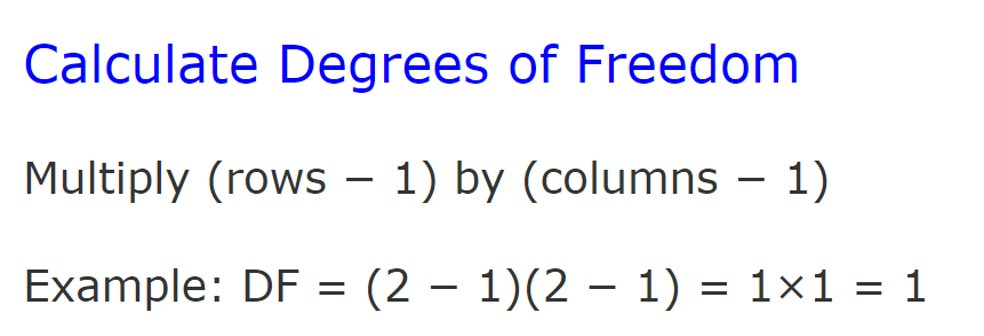 Calculate Degrees of Freedom
Multiply (rows − 1) by (columns − 1)
Example: DF = (2 − 1)(2 − 1) = 1×1 = 1